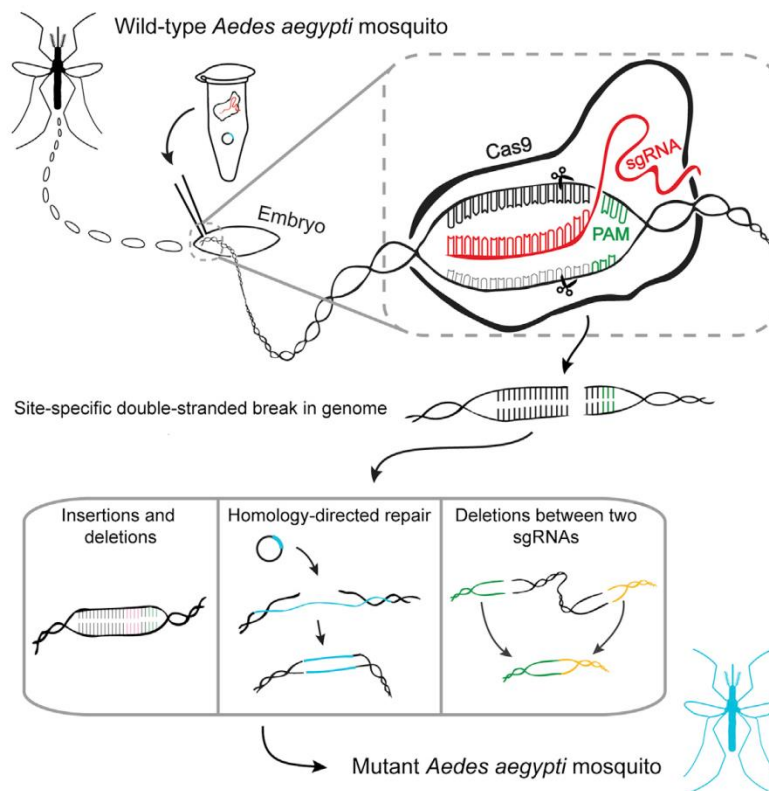 Wild-type Aedes aegypti mosquito
Cas9
sgRNA
Embryo
PAM
Site-specific double-stranded break in genome
Insertions and
deletions
Homology-directed repair
Deletions between two
sgRNAs
Mutant Aedes aegypti mosquito